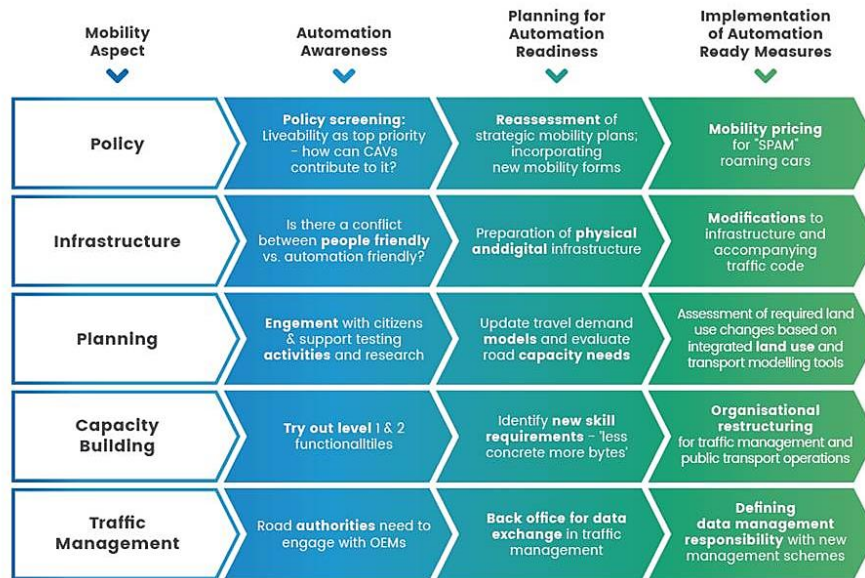 Mobility
Aspect
Automation
Awareness
Planning for
Automation
Readiness
Implementation
of Automation
Ready Measures
Policy
Policy screening:
Liveability as top priority
- how can CAVs
contribute to it?
Reassessment of
strategic mobility plans;
incorporating
new mobility forms
Mobility pricing
for "SPAM"
roaming cars
Infrastructure
Is there a conflict
between people friendly
vs. automation friendly?
Preparation of physical
anddigital infrastructure
Modifications to
infrastructure and
accompanying
traffic code
Planning
Engement with citizens
& support testing
activities and research
Update travel demand
models and evaluate
road capacity needs
Assessment of required land
use changes based on
integrated land use and
transport modelling tools
Capacity
Building
Try out level 1 & 2
functionalltiles
Identify new skill
requirements - 'less
concrete more bytes'
Organisational
restructuring
for traffic management and
public transport operations
Traffic
Management
Road authorities need to
engage with OEMs
Back office for data
exchange in traffic
management
Defining
data management
responsibility with new
management schemes